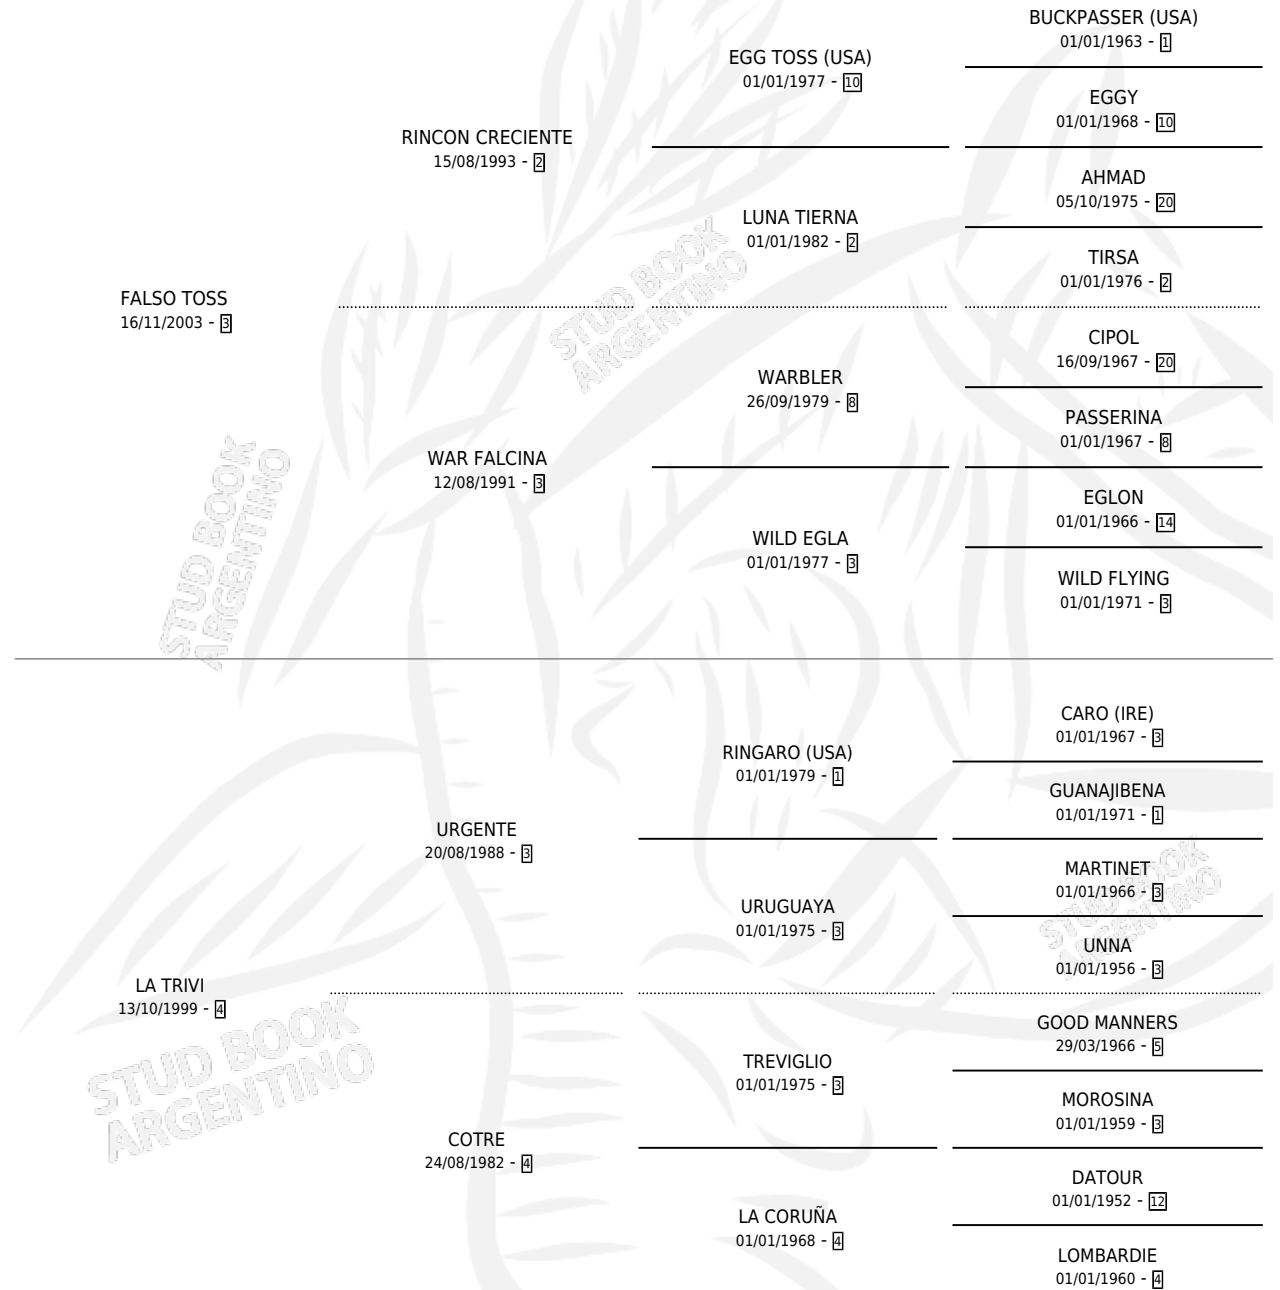 BUCKPASSER (USA)
01/01/1963 - 1
EGG TOSS (USA)
01/01/1977 - 10
EGGY
01/01/1968 - 10
RINCON CRECIENTE
15/08/1993 - 2
AHMAD
05/10/1975 - 20
LUNA TIERNA
01/01/1982 - 2
TIRSA
01/01/1976 - 2
FALSO TOSS
16/11/2003 - 3
STUD BOOK
ARGENTINO
CIPOL
16/09/1967 - 20
WARBLER
26/09/1979 - 8
PASSERINA
01/01/1967 - 8
WAR FALCINA
12/08/1991 - 3
EGLON
01/01/1966 - 14
WILD EGLA
01/01/1977 - 3
WILD FLYING
01/01/1971 - 3
STUD BOOK
ARGENTINO
CARO (IRE)
01/01/1967 - 3
RINGARO (USA)
01/01/1979 - 1
GUANAJIBENA
01/01/1971 - 1
URGENTE
20/08/1988 - 3
MARTINET
01/01/1966 - 3
URUGUAYA
01/01/1975 - 3
UNNA
01/01/1956 - 3
STUD BOOK
ARGENTINO
LA TRIVI
13/10/1999 - 4
GOOD MANNERS
29/03/1966 - 5
TREVIGLIO
01/01/1975 - 3
MOROSINA
01/01/1959 - 3
STUD BOOK
ARGENTINO
COTRE
24/08/1982 - 4
DATOUR
01/01/1952 - 12
LA CORUÑA
01/01/1968 - 4
LOMBARDIE
01/01/1960 - 4